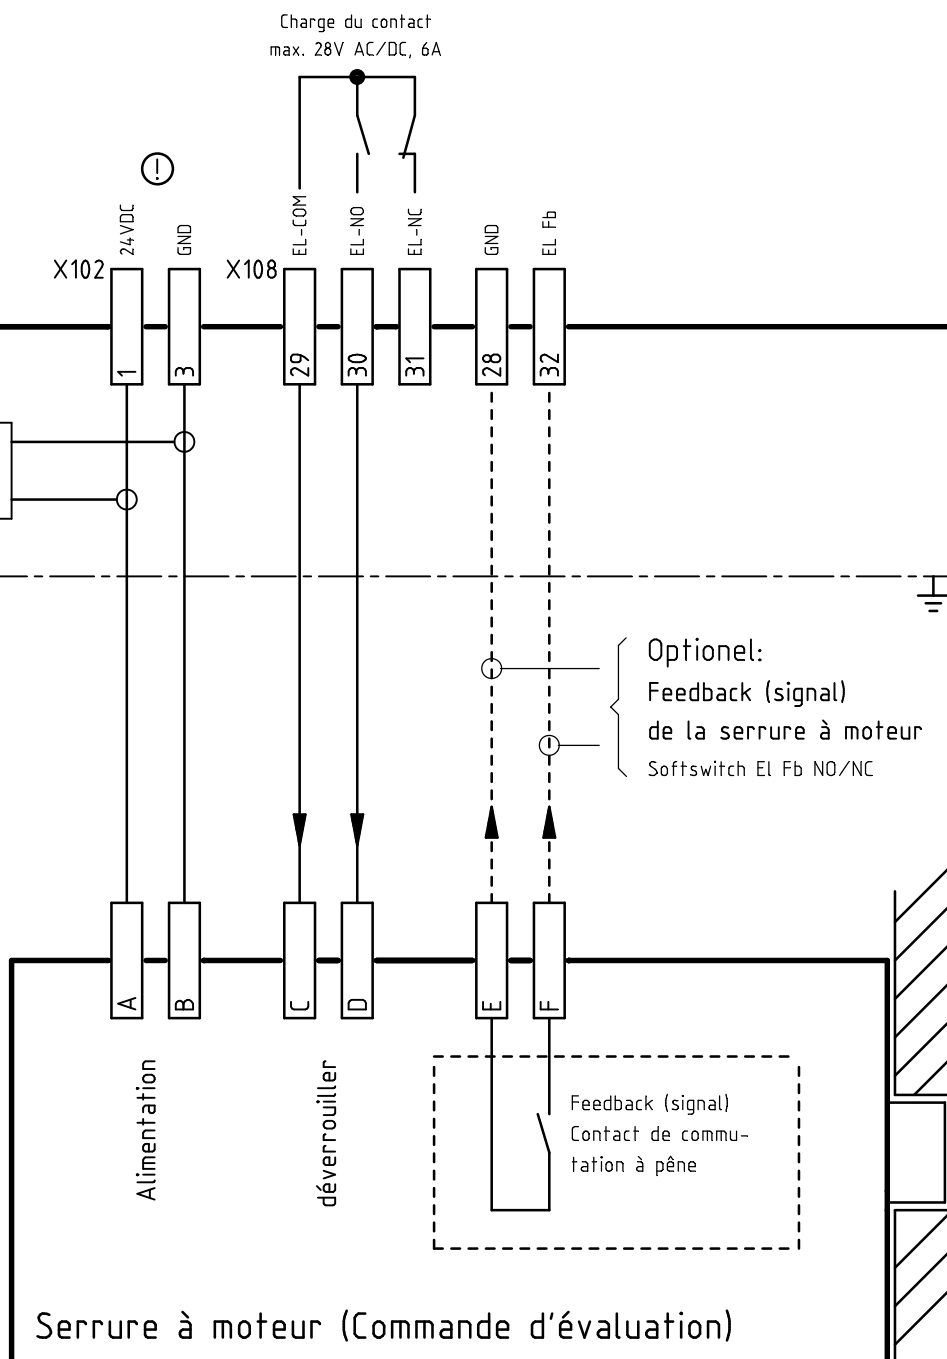 Charge du contact
max. 28V AC/DC, 6A
!
24VDC
GND
EL-COM
EL-NO
EL-NC
GND
EL Fb
X102
X108
1
3
29
30
31
28
32
Optionel:
Feedback (signal)
de la serrure à moteur
Softswitch El Fb NO/NC
A
B
C
D
E
F
Alimentation
déverrouiller
Feedback (signal)
Contact de commu-
tation à pêne
Serrure à moteur (Commande d'évaluation)